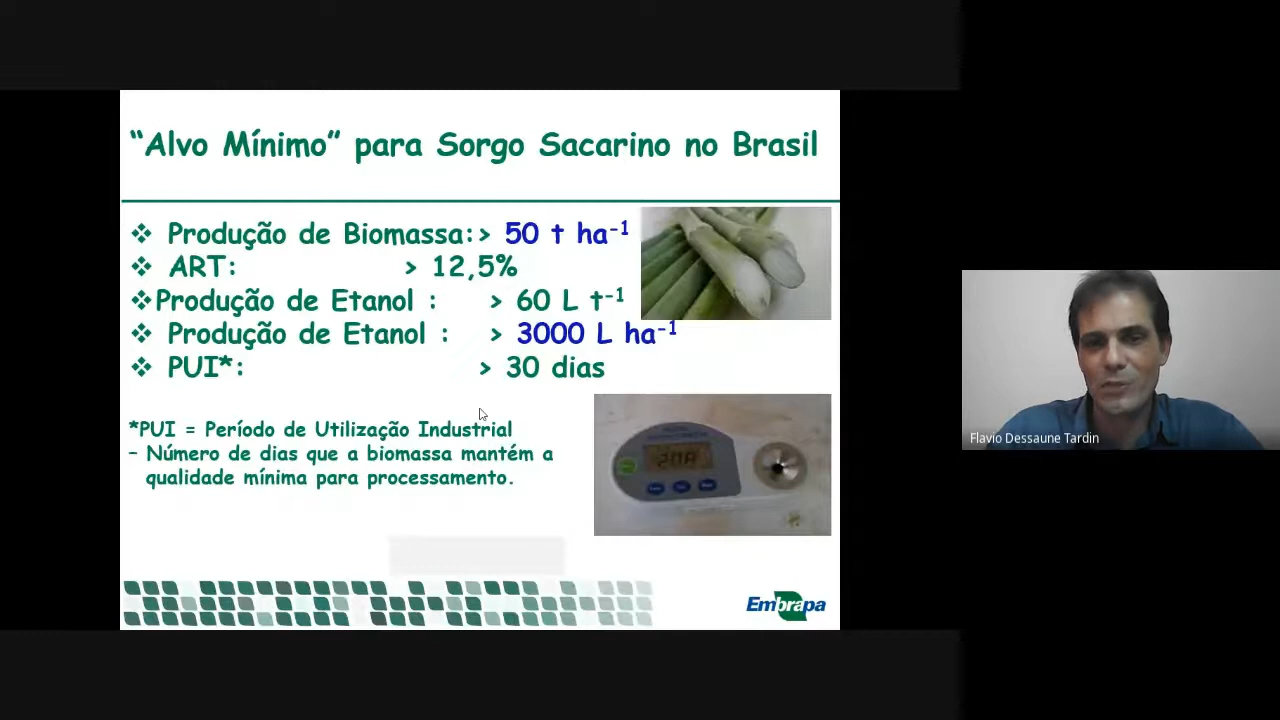 “Alvo Mínimo” para Sorgo Sacarino no Brasil
❖ Produção de Biomassa:> 50 t ha⁻¹
❖ ART: > 12,5%
❖Produção de Etanol : > 60 L t⁻¹
❖ Produção de Etanol : > 3000 L ha⁻¹
❖ PUI*: > 30 dias
*PUI = Período de Utilização Industrial
– Número de dias que a biomassa mantém a
qualidade mínima para processamento.
Embrapa
Flavio Dessaune Tardin